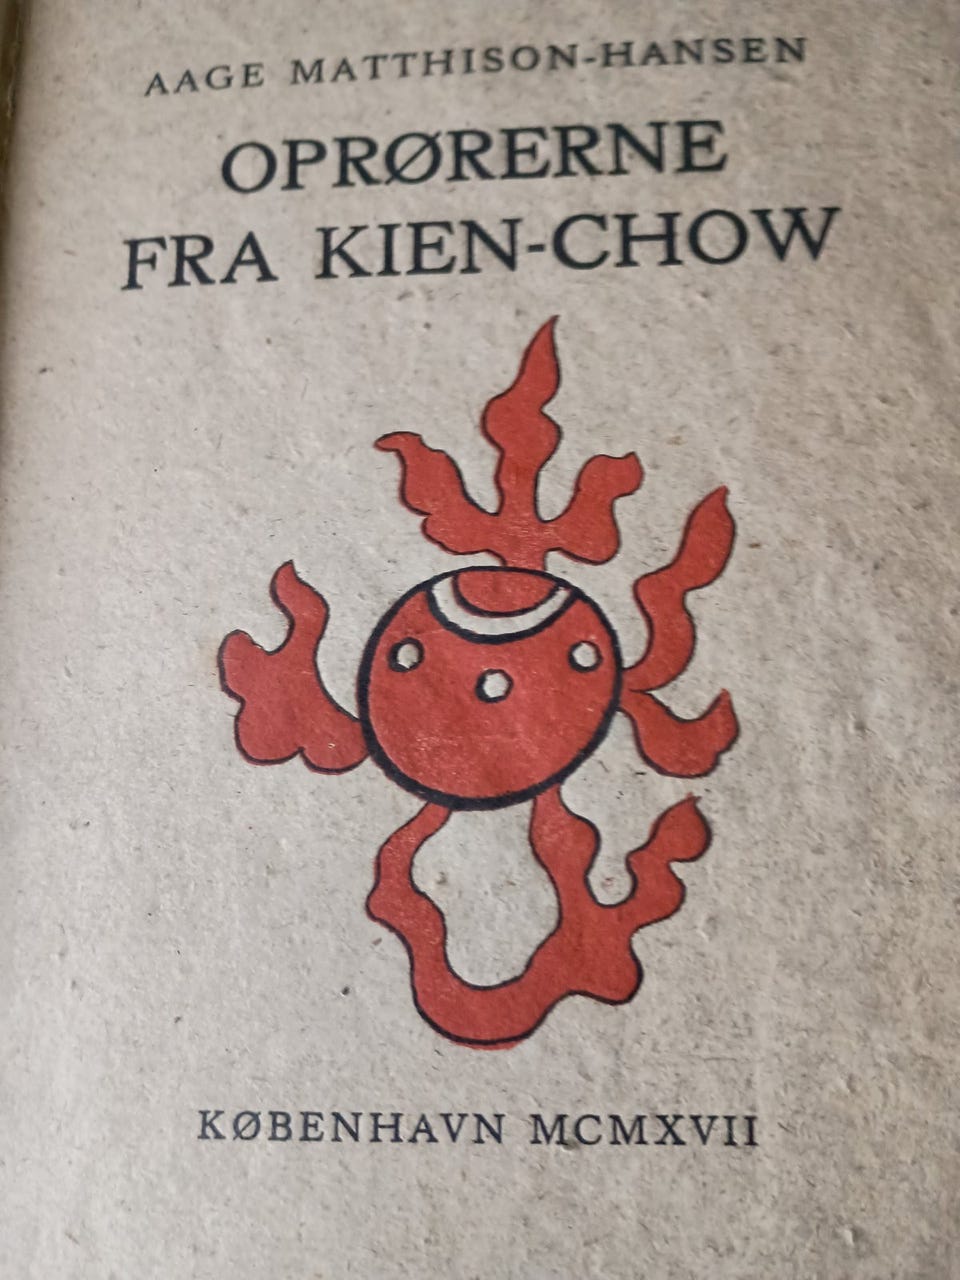 AAGE MATTHISON-HANSEN
OPRØRERNE
FRA KIEN-CHOW
KØBENHAVN MCMXVII